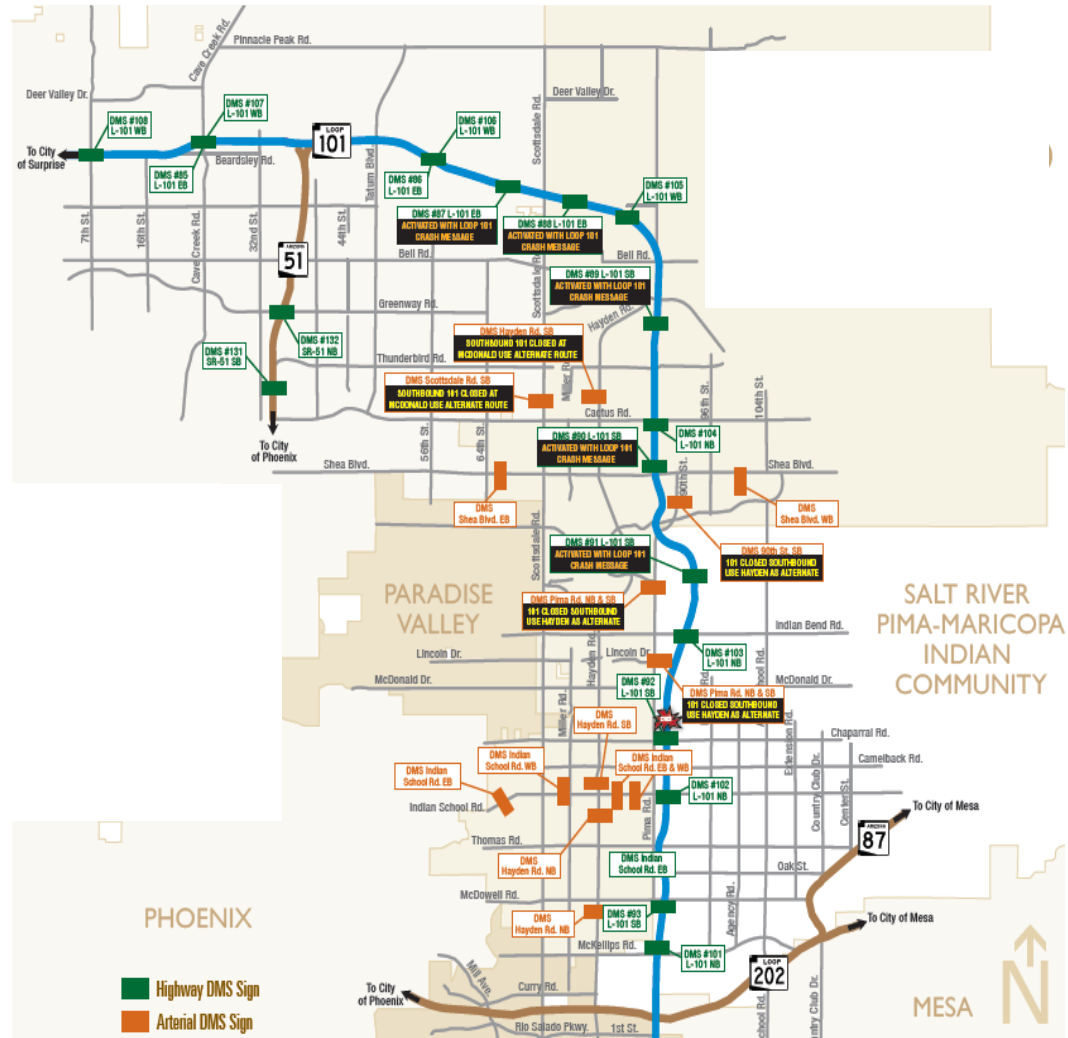 Pinnacle Peak Rd.
Cave Creek Rd.
Deer Valley Dr.
Deer Valley Dr.
DMS #107
L-101 WB
DMS #108
L-101 WB
DMS #106
L-101 WB
LOOP
101
Scottsdale Rd.
To City
of Surprise
Beardsley Rd.
DMS #85
L-101 EB
Tatum Blvd.
DMS #86
L-101 EB
DMS #105
L-101 WB
7th St.
16th St.
Cave Creek Rd.
32nd St.
44th St.
DMS #87 L-101 EB
ACTIVATED WITH LOOP 101
CRASH MESSAGE
DMS #88 L-101 EB
ACTIVATED WITH LOOP 101
CRASH MESSAGE
ARIZONA
51
Bell Rd.
Bell Rd.
Scottsdale Rd.
DMS #89 L-101 SB
ACTIVATED WITH LOOP 101
CRASH MESSAGE
Greenway Rd.
Hayden Rd.
DMS #132
SR-51 NB
DMS #131
SR-51 SB
DMS Hayden Rd. SB
SOUTHBOUND 101 CLOSED AT
MCDONALD USE ALTERNATE ROUTE
Thunderbird Rd.
Miller Rd.
DMS Scottsdale Rd. SB
SOUTHBOUND 101 CLOSED AT
MCDONALD USE ALTERNATE ROUTE
96th St.
104th St.
Cactus Rd.
To City
of Phoenix
56th St.
64th St.
DMS #90 L-101 SB
ACTIVATED WITH LOOP 101
CRASH MESSAGE
DMS #104
L-101 NB
Shea Blvd.
90th St.
Shea Blvd.
DMS
Shea Blvd. EB
DMS
Shea Blvd. WB
Scottsdale Rd.
DMS #91 L-101 SB
ACTIVATED WITH LOOP 101
CRASH MESSAGE
DMS 90th St. SB
101 CLOSED SOUTHBOUND
USE HAYDEN AS ALTERNATE
PARADISE
VALLEY
DMS Pima Rd. NB & SB
101 CLOSED SOUTHBOUND
USE HAYDEN AS ALTERNATE
SALT RIVER
PIMA-MARICOPA
INDIAN
COMMUNITY
Indian Bend Rd.
Hayden Rd.
DMS #103
L-101 NB
Lincoln Dr.
Lincoln Dr.
McDonald Dr.
McDonald Dr.
DMS #92
L-101 SB
DMS Pima Rd. NB & SB
101 CLOSED SOUTHBOUND
USE HAYDEN AS ALTERNATE
Miller Rd.
DMS
Hayden Rd. SB
Extension Rd.
Chaparral Rd.
DMS Indian
School Rd. WB
DMS Indian
School Rd. EB & WB
Camelback Rd.
DMS Indian
School Rd. EB
DMS #102
L-101 NB
Indian School Rd.
Pima Rd.
Country Club Dr.
Center St.
To City of Mesa
ARIZONA
87
Thomas Rd.
DMS
Hayden Rd. NB
DMS Indian
School Rd. EB
Oak St.
McDowell Rd.
Agency Rd.
PHOENIX
DMS
Hayden Rd. NB
DMS #93
L-101 SB
To City of Mesa
McKellips Rd.
DMS #101
L-101 NB
LOOP
202
Mill Ave.
Highway DMS Sign
To City
of Phoenix
Curry Rd.
MESA
N
Arterial DMS Sign
Rio Salado Pkwy.
1st St.